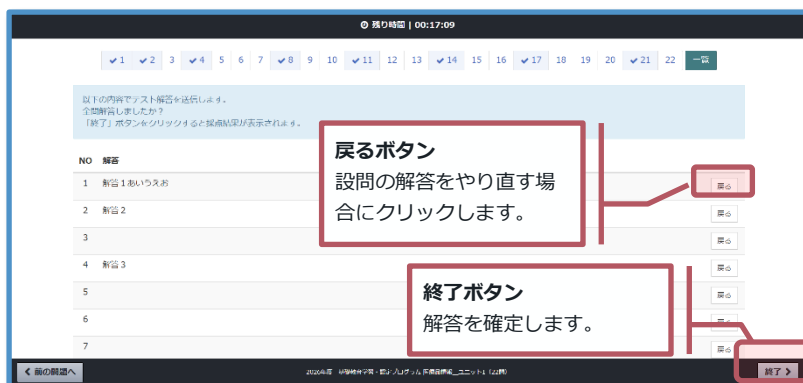 残り時間 | 00:17:09
✔1 ✔2 3 ✔4 5 6 7 ✔8 9 10 ✔11 12 13 ✔14 15 16 ✔17 18 19 20 ✔21 22 一覧
以下の内容でテスト解答を送信します。
全問解答しましたか?
「終了」ボタンをクリックすると採点結果が表示されます。
NO 解答
1 解答1あいうえお 戻る
2 解答2 戻る
3 戻る
4 解答3 戻る
5 戻る
6 戻る
7 戻る
戻るボタン
設問の解答をやり直す場
合にクリックします。
終了ボタン
解答を確定します。
前の問題へ
ユニット1 (22問)
終了